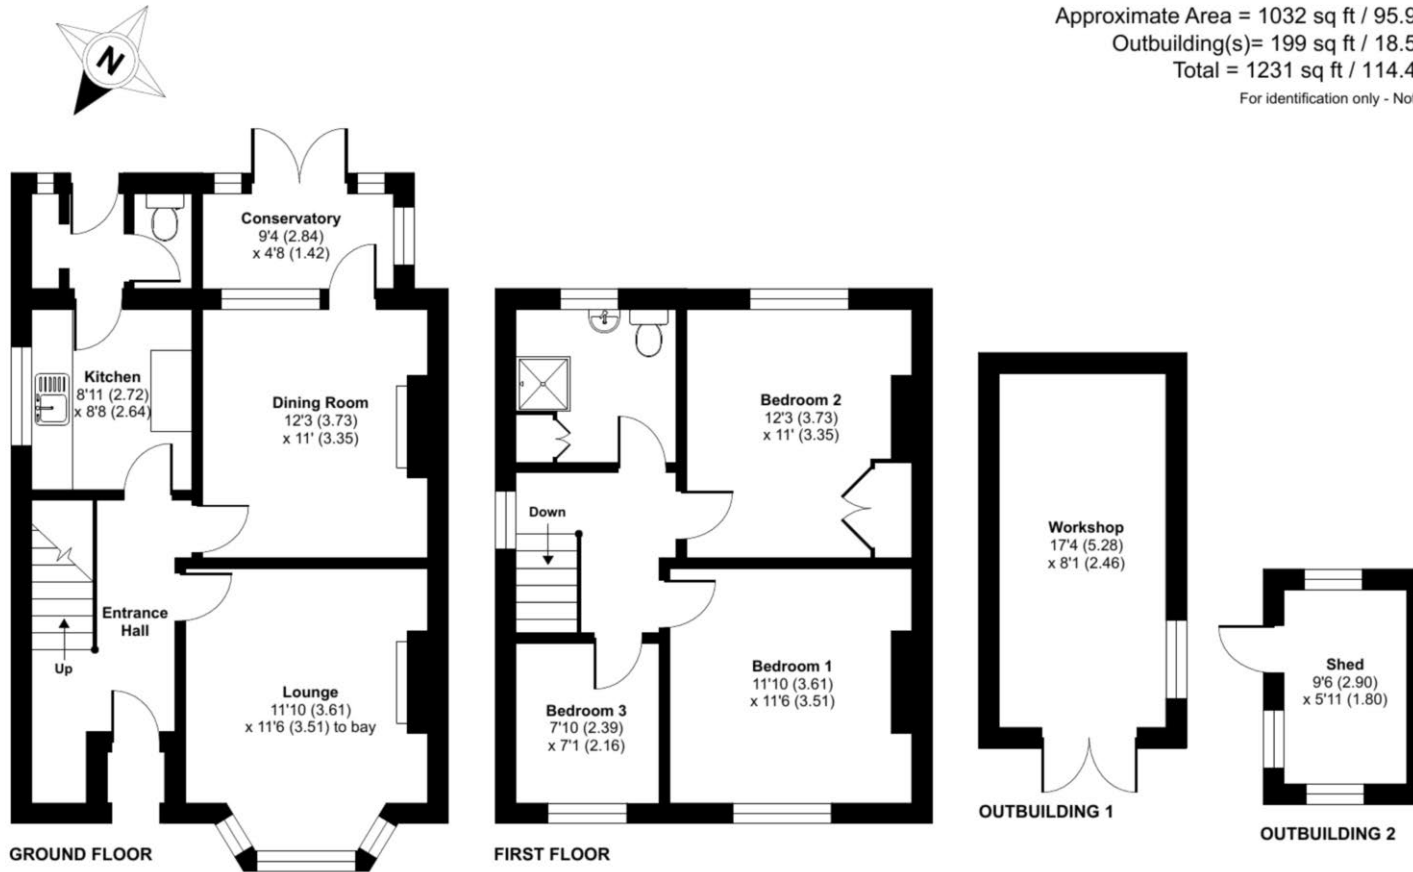 Approximate Area = 1032 sq ft / 95.9
Outbuilding(s)= 199 sq ft / 18.5
Total = 1231 sq ft / 114.4
For identification only - Not
N
Conservatory
9'4 (2.84)
x 4'8 (1.42)
Kitchen
8'11 (2.72)
x 8'8 (2.64)
Dining Room
12'3 (3.73)
x 11' (3.35)
Entrance
Hall
Up
Lounge
11'10 (3.61)
x 11'6 (3.51) to bay
GROUND FLOOR
Bedroom 2
12'3 (3.73)
x 11' (3.35)
Down
Bedroom 1
11'10 (3.61)
x 11'6 (3.51)
Bedroom 3
7'10 (2.39)
x 7'1 (2.16)
FIRST FLOOR
Workshop
17'4 (5.28)
x 8'1 (2.46)
OUTBUILDING 1
Shed
9'6 (2.90)
x 5'11 (1.80)
OUTBUILDING 2